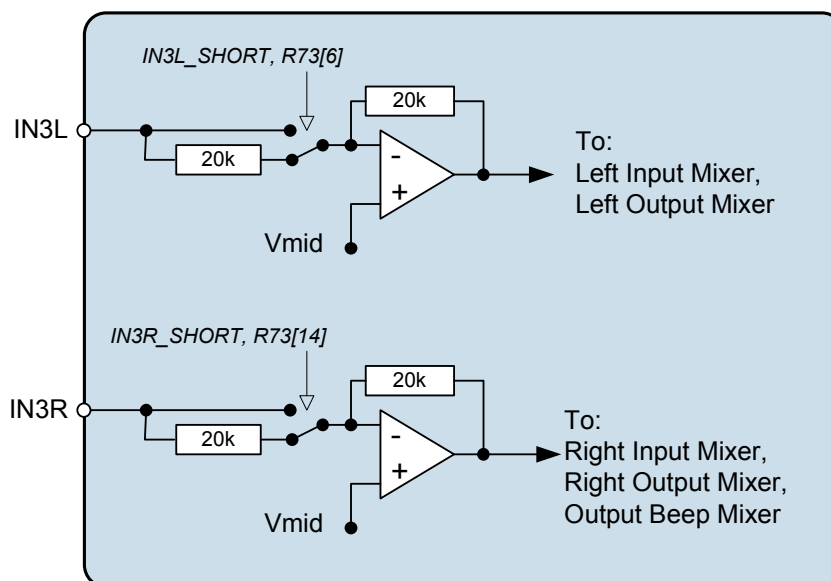 IN3L_SHORT, R73[6]
20k
IN3L
20k
-
+
Vmid
To:
Left Input Mixer,
Left Output Mixer
IN3R_SHORT, R73[14]
20k
IN3R
20k
-
+
Vmid
To:
Right Input Mixer,
Right Output Mixer,
Output Beep Mixer